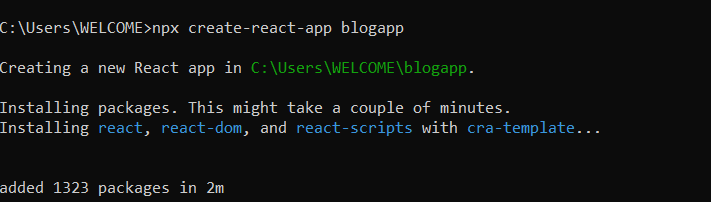 C:\Users\WELCOME>npx create-react-app blogapp
Creating a new React app in C:\Users\WELCOME\blogapp.
Installing packages. This might take a couple of minutes.
Installing react, react-dom, and react-scripts with cra-template...
added 1323 packages in 2m